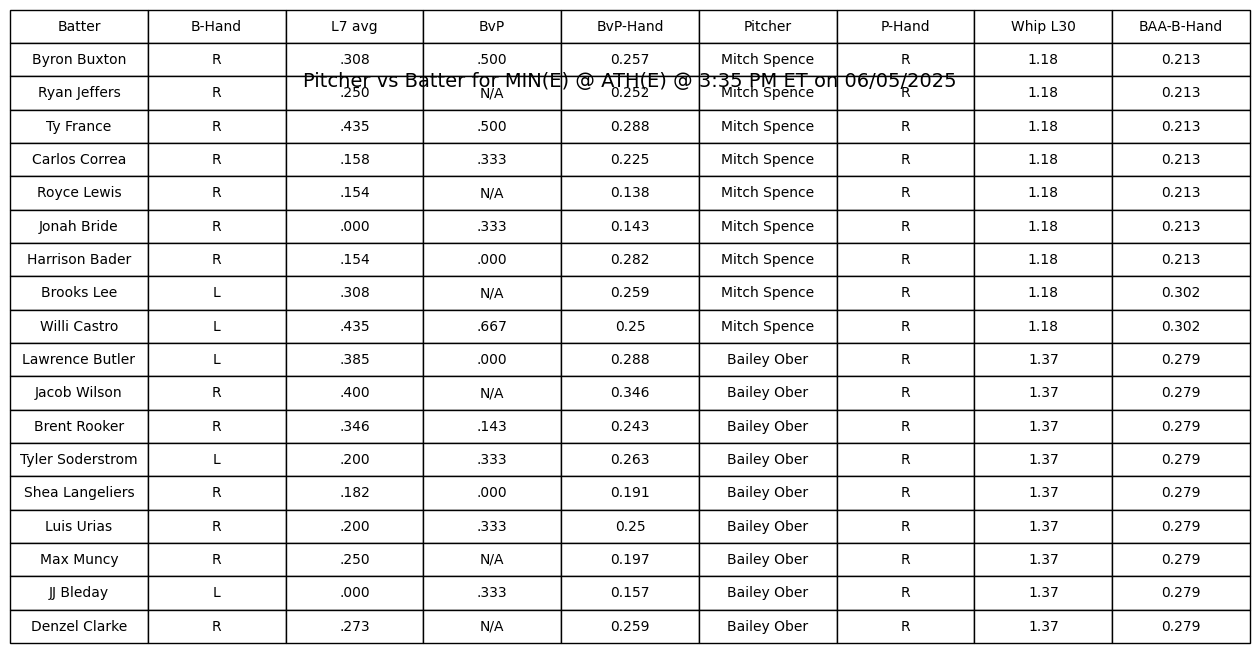 Batter B-Hand L7 avg BvP BvP-Hand Pitcher P-Hand Whip L30 BAA-B-Hand
Byron Buxton R .308 .500 0.257 Mitch Spence R 1.18 0.213
Pitcher vs Batter for MIN(E) @ ATH(E) @ 3:35 PM ET on 06/05/2025
Ryan Jeffers R .250 N/A 0.252 Mitch Spence R 1.18 0.213
Ty France R .435 .500 0.288 Mitch Spence R 1.18 0.213
Carlos Correa R .158 .333 0.225 Mitch Spence R 1.18 0.213
Royce Lewis R .154 N/A 0.138 Mitch Spence R 1.18 0.213
Jonah Bride R .000 .333 0.143 Mitch Spence R 1.18 0.213
Harrison Bader R .154 .000 0.282 Mitch Spence R 1.18 0.213
Brooks Lee L .308 N/A 0.259 Mitch Spence R 1.18 0.302
Willi Castro L .435 .667 0.25 Mitch Spence R 1.18 0.302
Lawrence Butler L .385 .000 0.288 Bailey Ober R 1.37 0.279
Jacob Wilson R .400 N/A 0.346 Bailey Ober R 1.37 0.279
Brent Rooker R .346 .143 0.243 Bailey Ober R 1.37 0.279
Tyler Soderstrom L .200 .333 0.263 Bailey Ober R 1.37 0.279
Shea Langeliers R .182 .000 0.191 Bailey Ober R 1.37 0.279
Luis Urias R .200 .333 0.25 Bailey Ober R 1.37 0.279
Max Muncy R .250 N/A 0.197 Bailey Ober R 1.37 0.279
JJ Bleday L .000 .333 0.157 Bailey Ober R 1.37 0.279
Denzel Clarke R .273 N/A 0.259 Bailey Ober R 1.37 0.279